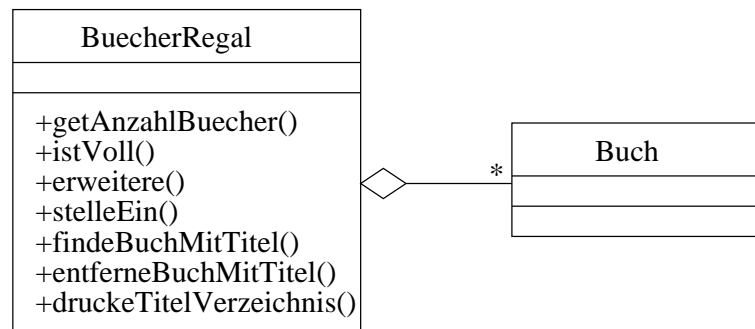 BuecherRegal
+getAnzahlBuecher()
+istVoll()
+erweitere()
+stelleEin()
+findeBuchMitTitel()
+entferneBuchMitTitel()
+druckeTitelVerzeichnis()
*
Buch